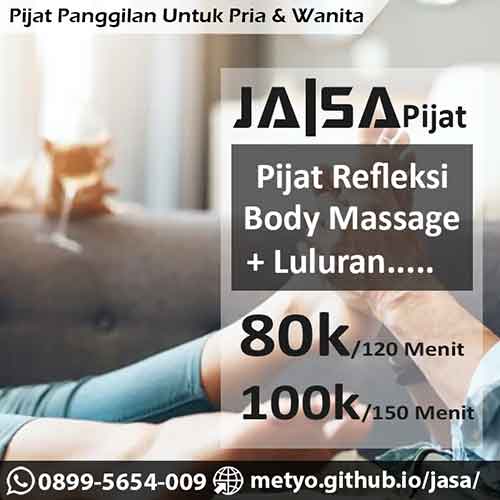 Pijat Panggilan Untuk Pria & Wanita
JA|SA Pijat
Pijat Refleksi
Body Massage
+ Luluran.....
80k/120 Menit
100k/150 Menit
0899-5654-009 metyo.github.io/jasa/